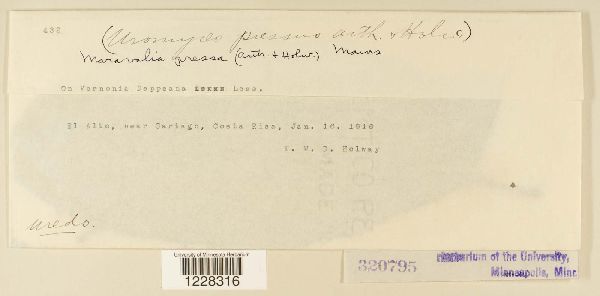 432
(Uromyces pressus Arth. & Holw.)
Maravalia pressa (Arth. & Holw.) Mains
On Vernonia Deppeana Less.
El Alto, near Cartago, Costa Rica, Jan. 16. 1916
E. W. D. Holway
uredo.
University of Minnesota Herbarium
1228316
320795
Herbarium of the University,
Minneapolis, Minn.